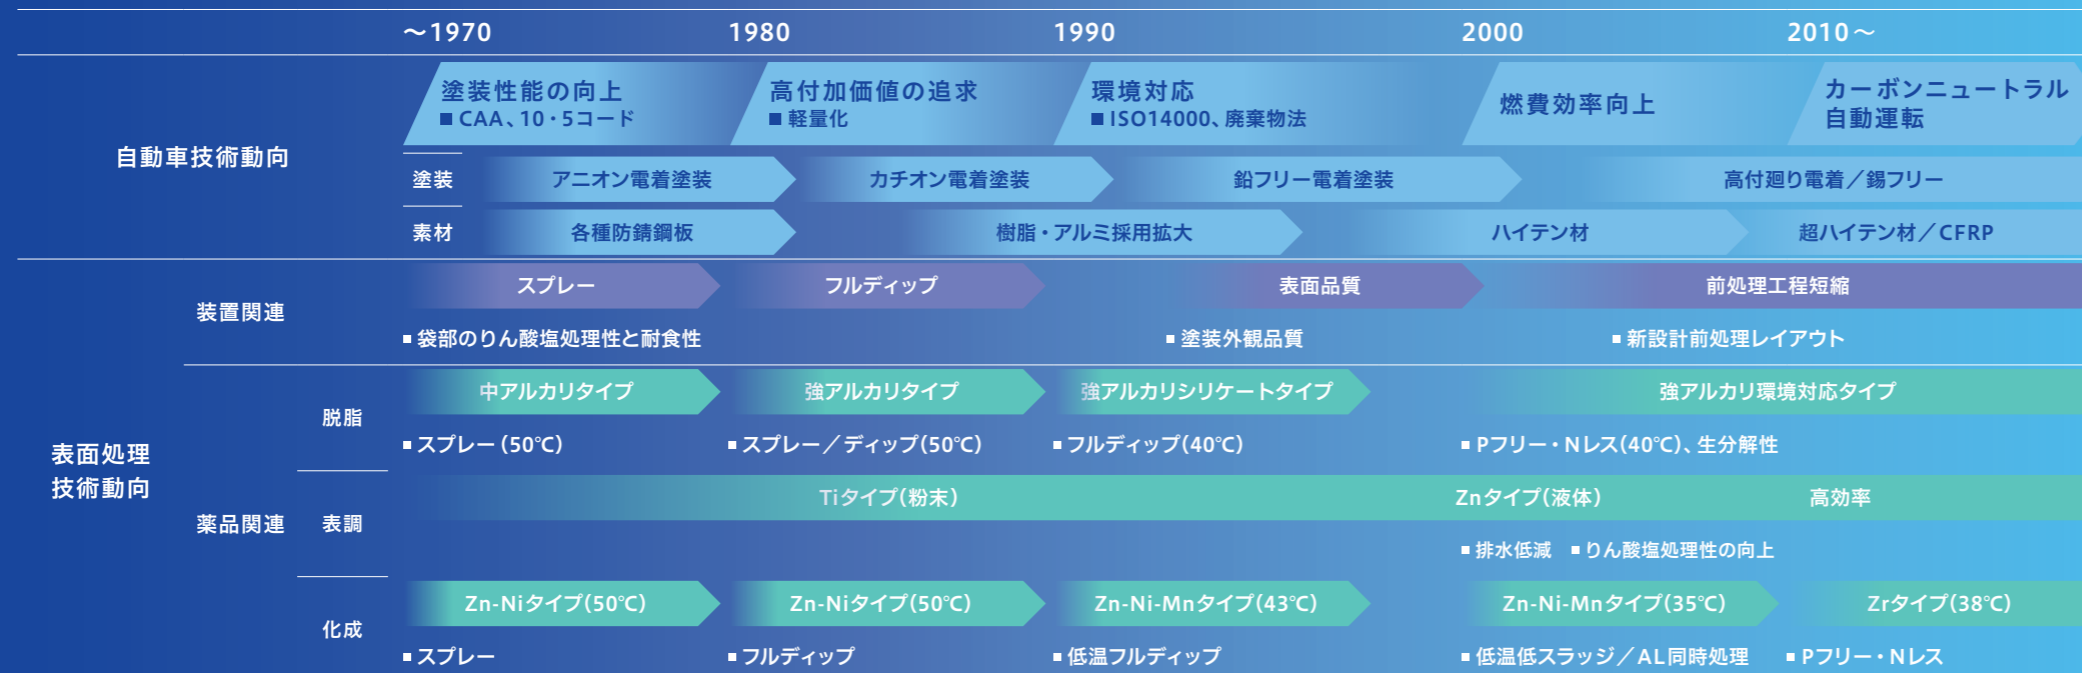 ～1970 1980 1990 2000 2010～
自動車技術動向
塗装性能の向上
■ CAA、10・5コード
高付加価値の追求
■ 軽量化
環境対応
■ ISO14000、廃棄物法
燃費効率向上
カーボンニュートラル
自動運転
塗装 アニオン電着塗装 カチオン電着塗装 鉛フリー電着塗装 高付廻り電着／錫フリー
素材 各種防錆鋼板 樹脂・アルミ採用拡大 ハイテン材 超ハイテン材／CFRP
表面処理
技術動向
装置関連
スプレー フルディップ 表面品質 前処理工程短縮
■ 袋部のりん酸塩処理性と耐食性 ■ 塗装外観品質 ■ 新設計前処理レイアウト
薬品関連
脱脂
中アルカリタイプ 強アルカリタイプ 強アルカリシリケートタイプ 強アルカリ環境対応タイプ
■ スプレー（50℃） ■ スプレー／ディップ（50℃） ■ フルディップ（40℃） ■ Pフリー・Nレス（40℃）、生分解性
表調
Tiタイプ（粉末） Znタイプ（液体） 高効率
■ 排水低減 ■ りん酸塩処理性の向上
化成
Zn-Niタイプ（50℃） Zn-Niタイプ（50℃） Zn-Ni-Mnタイプ（43℃） Zn-Ni-Mnタイプ（35℃） Zrタイプ（38℃）
■ スプレー ■ フルディップ ■ 低温フルディップ ■ 低温低スラッジ／AL同時処理 ■ Pフリー・Nレス